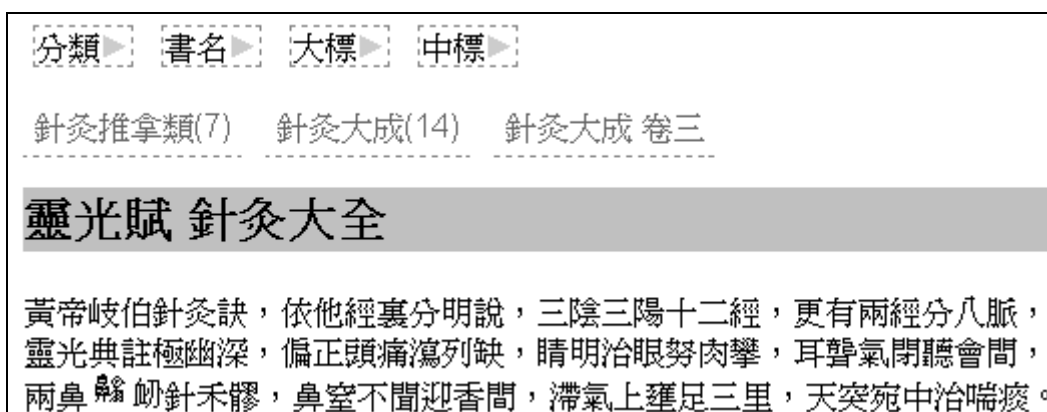 分類 書名 大標 中標
針灸推拿類(7) 針灸大成(14) 針灸大成 卷三
靈光賦 針灸大全
黃帝岐伯針灸訣，依他經裏分明說，三陰三陽十二經，更有兩經分八脈，
靈光典註極幽深，偏正頭痛瀉列缺，睛明治眼努肉攀，耳聾氣閉聽會間，
兩鼻 衄針禾髎，鼻窒不聞迎香間，滯氣上壅足三里，天突宛中治喘痰。